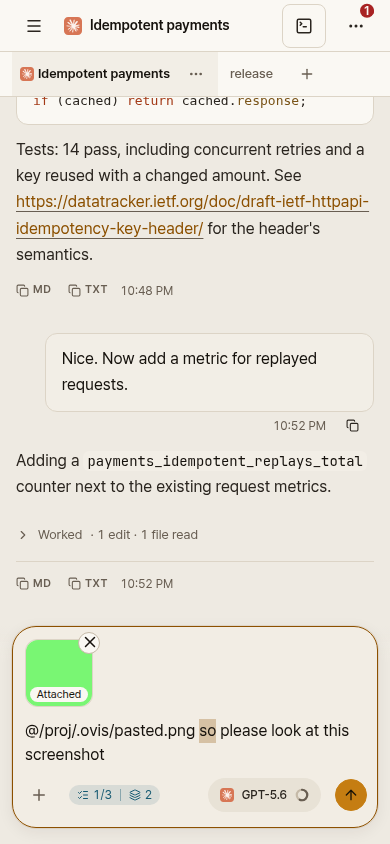 Idempotent payments
1
Idempotent payments
release
if (cached) return cached.response;
Tests: 14 pass, including concurrent retries and a
key reused with a changed amount. See
https://datatracker.ietf.org/doc/draft-ietf-httpapi-
idempotency-key-header/ for the header's
semantics.
MD TXT 10:48 PM
Nice. Now add a metric for replayed
requests.
10:52 PM
Adding a payments_idempotent_replays_total
counter next to the existing request metrics.
Worked · 1 edit · 1 file read
MD TXT 10:52 PM
Attached
@/proj/.ovis/pasted.png so please look at this
screenshot
1/3 2 GPT-5.6